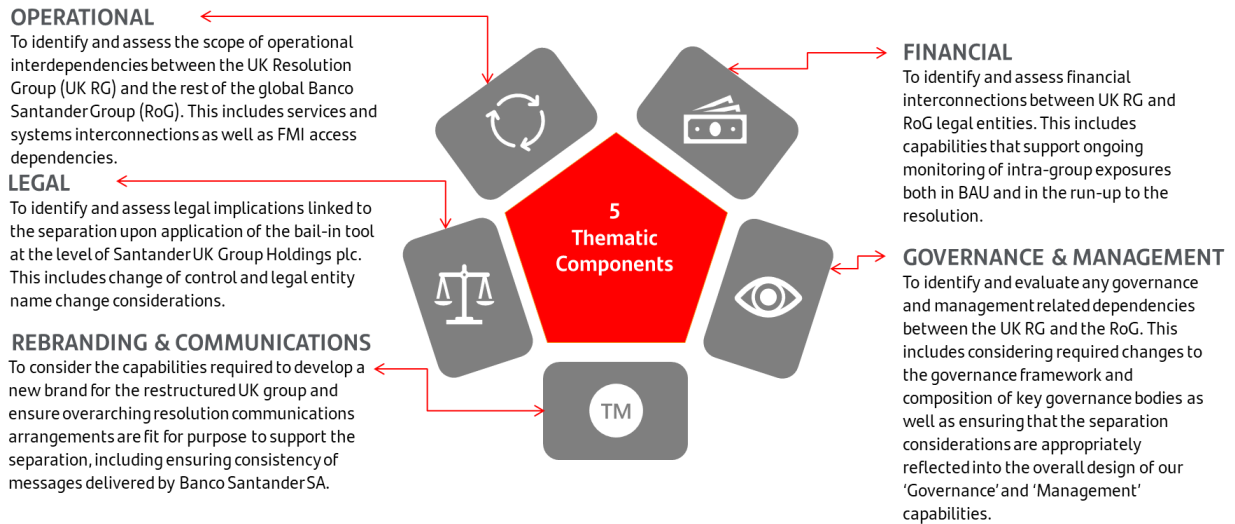 OPERATIONAL
To identify and assess the scope of operational
interdependencies between the UK Resolution
Group (UK RG) and the rest of the global Banco
Santander Group (RoG). This includes services and
systems interconnections as well as FMI access
dependencies.
LEGAL
To identify and assess legal implications linked to
the separation upon application of the bail-in tool
at the level of Santander UK Group Holdings plc.
This includes change of control and legal entity
name change considerations.
REBRANDING & COMMUNICATIONS
To consider the capabilities required to develop a
new brand for the restructured UK group and
ensure overarching resolution communications
arrangements are fit for purpose to support the
separation, including ensuring consistency of
messages delivered by Banco Santander SA.
5
Thematic
Components
TM
FINANCIAL
To identify and assess financial
interconnections between UK RG and
RoG legal entities. This includes
capabilities that support ongoing
monitoring of intra-group exposures
both in BAU and in the run-up to the
resolution.
GOVERNANCE & MANAGEMENT
To identify and evaluate any governance
and management related dependencies
between the UK RG and the RoG. This
includes considering required changes to
the governance framework and
composition of key governance bodies as
well as ensuring that the separation
considerations are appropriately
reflected into the overall design of our
‘Governance’ and ‘Management’
capabilities.